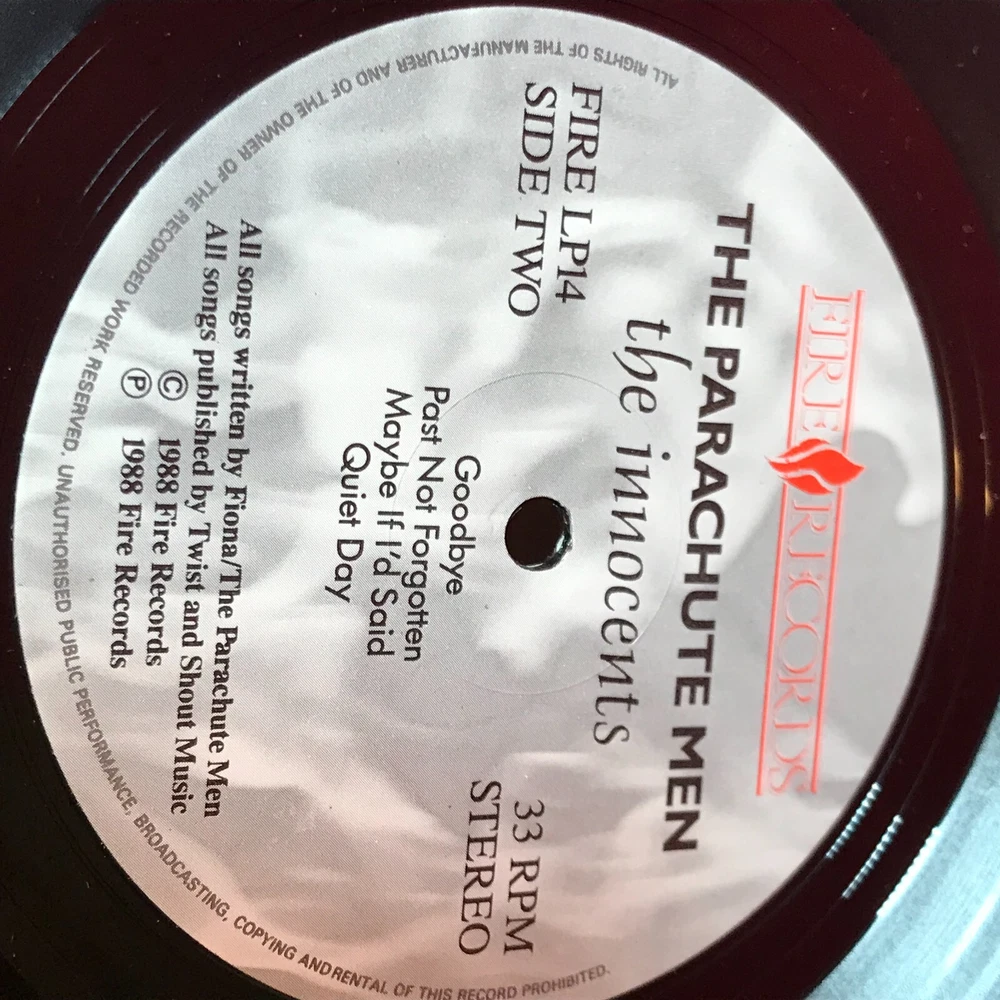 FIRE RECORDS
THE PARACHUTE MEN
the innocents
FIRE LP14
SIDE TWO
33 RPM
STEREO
Goodbye
Past Not Forgotten
Maybe If I'd Said
Quiet Day
All songs written by Fiona/The Parachute Men
All songs published by Twist and Shout Music
© 1988 Fire Records
℗ 1988 Fire Records
ALL RIGHTS OF THE MANUFACTURER AND OF THE OWNER OF THE RECORDED WORK RESERVED. UNAUTHORISED PUBLIC PERFORMANCE, BROADCASTING, COPYING AND RENTAL OF THIS RECORD PROHIBITED.